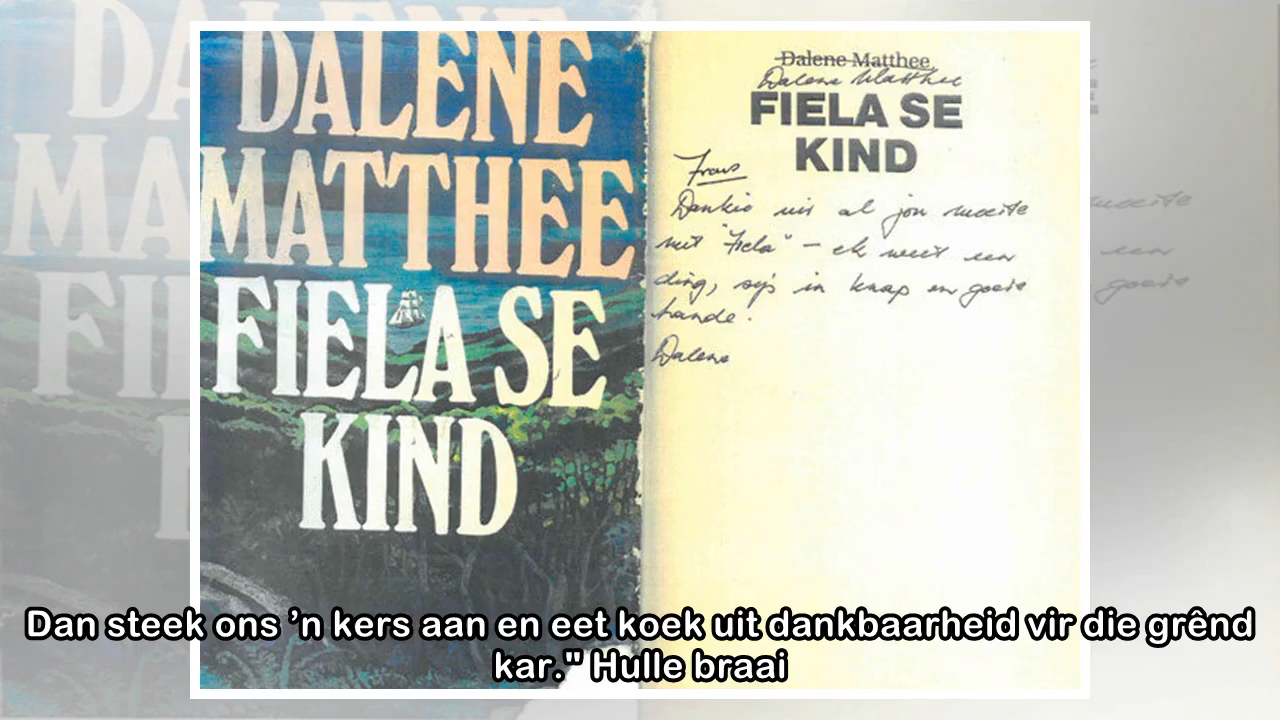 DALENE
MATTHEE
FIELA SE
KIND
Dalene Matthee
Dalene Matthee
FIELA SE
KIND
Frans
Dankie vir al jou moeite
met "Fiela" — ek weet een
ding, sy's in knap en goeie
hande.
Dalene
Dan steek ons ’n kers aan en eet koek uit dankbaarheid vir die grênd
kar." Hulle braai